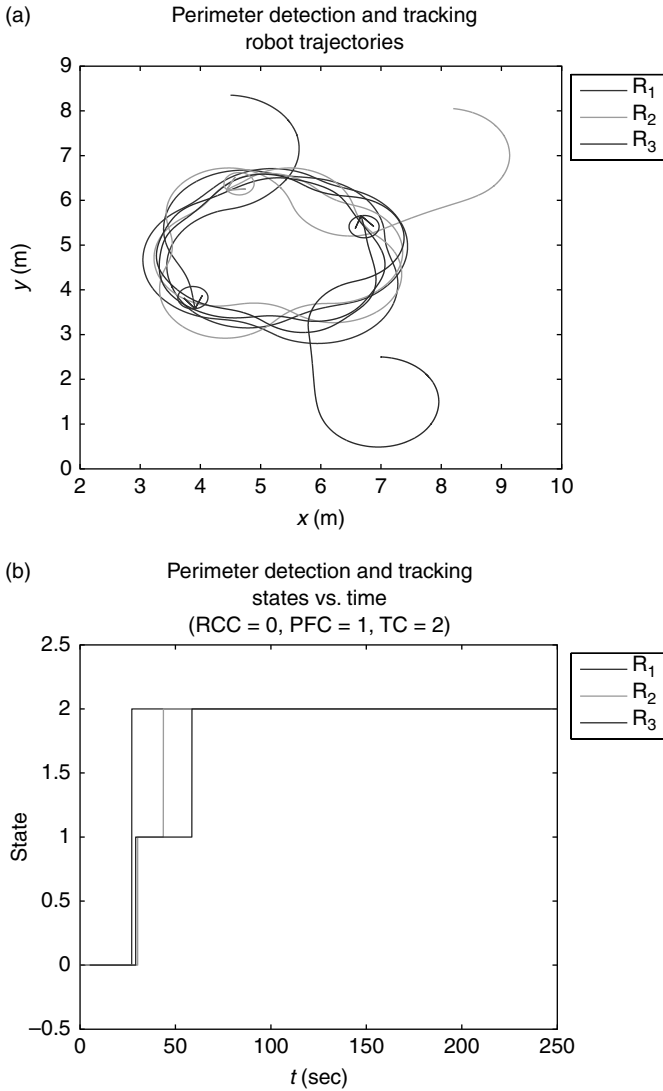 (a)
Perimeter detection and tracking
robot trajectories
9
8
7
6
5
4
3
2
1
0
y (m)
2 3 4 5 6 7 8 9 10
x (m)
R1
R2
R3
(b)
Perimeter detection and tracking
states vs. time
(RCC = 0, PFC = 1, TC = 2)
2.5
2
1.5
1
0.5
0
–0.5
State
0 50 100 150 200 250
t (sec)
R1
R2
R3